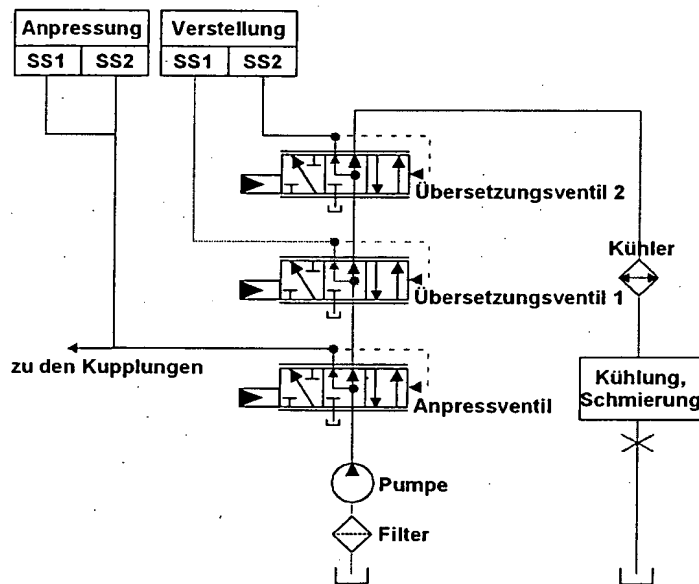 Anpressung
SS1 SS2
Verstellung
SS1 SS2
Übersetzungsventil 2
Übersetzungsventil 1
Kühler
zu den Kupplungen
Anpressventil
Kühlung,
Schmierung
Pumpe
Filter